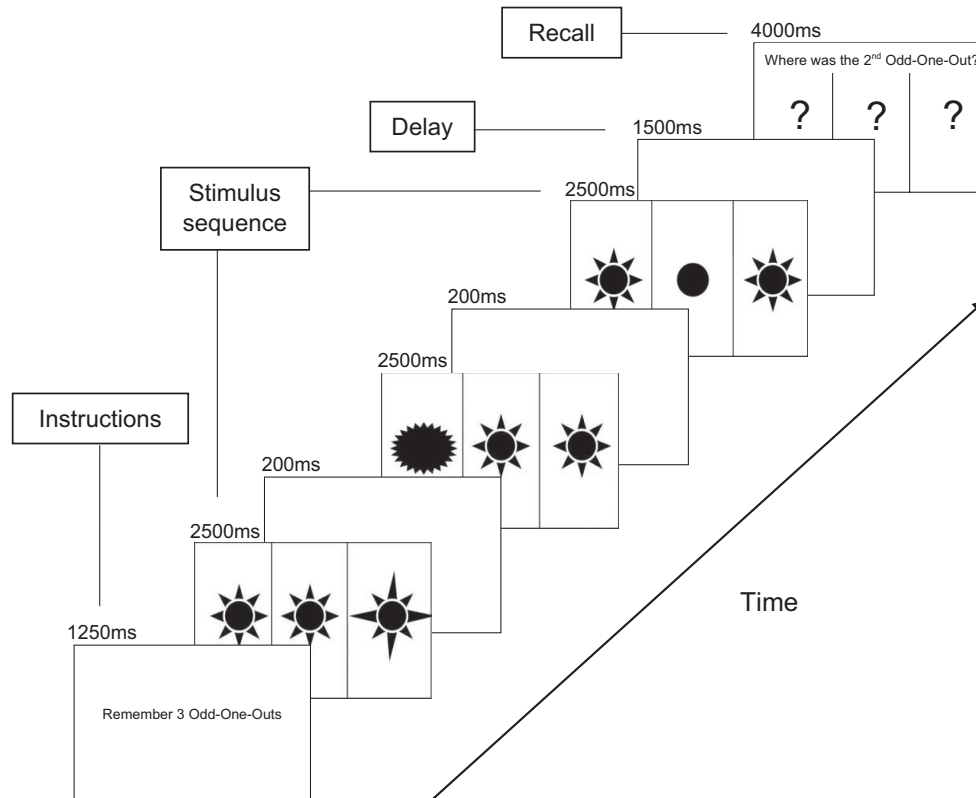 Recall
4000ms
Where was the 2nd Odd-One-Out?
? ? ?
Delay
1500ms
Stimulus
sequence
2500ms
200ms
2500ms
Instructions
200ms
2500ms
Time
1250ms
Remember 3 Odd-One-Outs